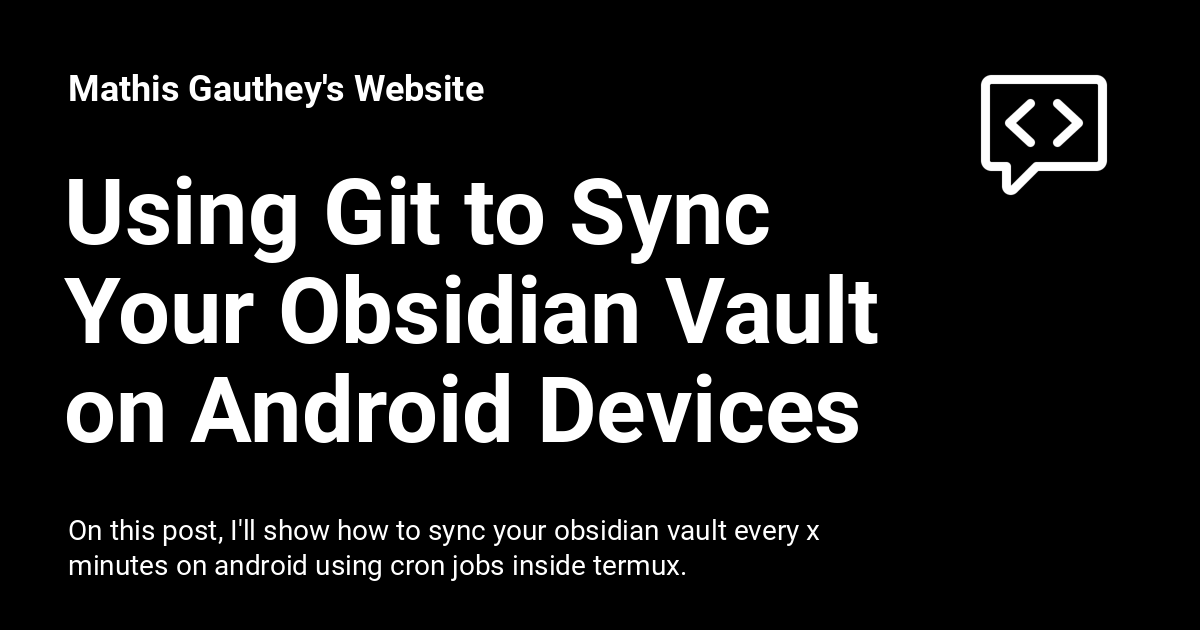 Mathis Gauthey's Website
Using Git to Sync
Your Obsidian Vault
on Android Devices
On this post, I'll show how to sync your obsidian vault every x
minutes on android using cron jobs inside termux.